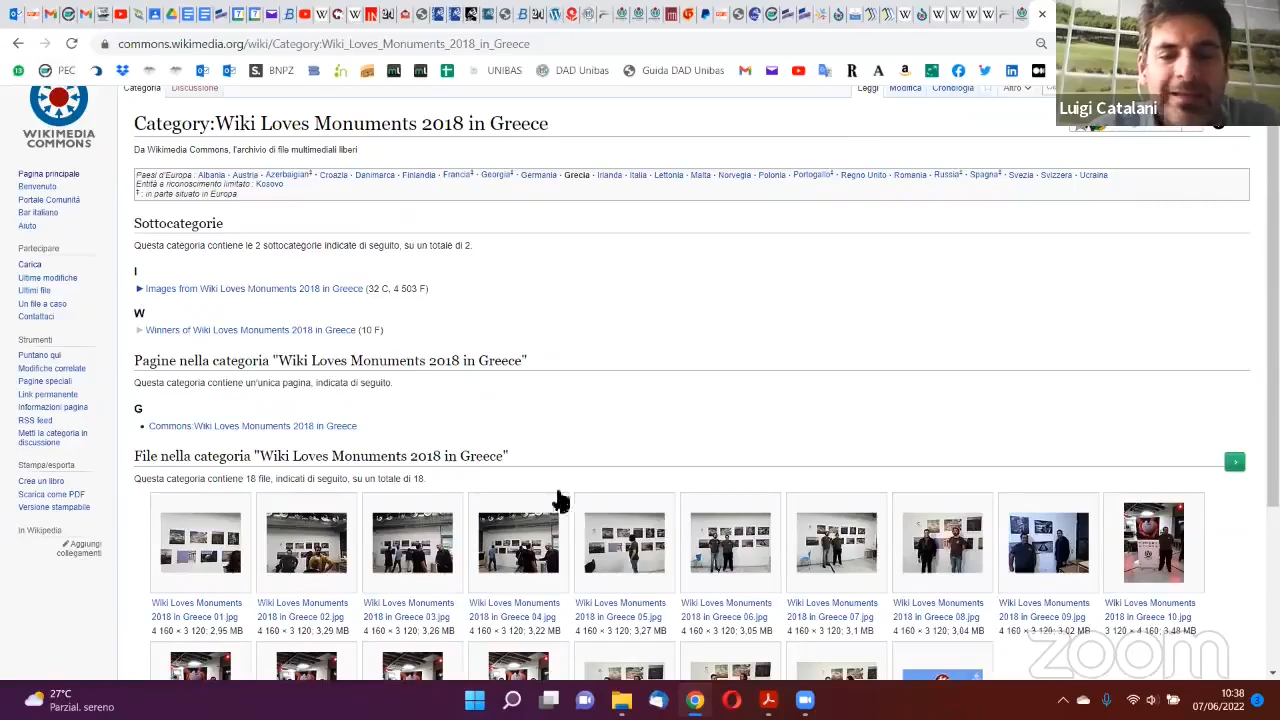 commons.wikimedia.org/wiki/Category:Wiki_Loves_Monuments_2018_in_Greece
PEC
BNPZ
UNIBAS
DAD Unibas
Guida DAD Unibas
Luigi Catalani
Categoria
Discussione
Leggi
Modifica
Cronologia
Altro
WIKIMEDIA
COMMONS
Category:Wiki Loves Monuments 2018 in Greece
Da Wikimedia Commons, l'archivio di file multimediali liberi
Paesi d'Europa: Albania · Austria · Azerbaigian‡ · Croazia · Danimarca · Finlandia · Francia‡ · Georgia‡ · Germania · Grecia · Irlanda · Italia · Lettonia · Malta · Norvegia · Polonia · Portogallo‡ · Regno Unito · Romania · Russia‡ · Spagna‡ · Svezia · Svizzera · Ucraina
Entità a riconoscimento limitato: Kosovo
‡ : in parte situato in Europa
Pagina principale
Benvenuto
Portale Comunità
Bar italiano
Aiuto
Partecipare
Carica
Ultime modifiche
Ultimi file
Un file a caso
Contattaci
Strumenti
Puntano qui
Modifiche correlate
Pagine speciali
Link permanente
Informazioni pagina
RSS feed
Metti la categoria in
discussione
Stampa/esporta
Crea un libro
Scarica come PDF
Versione stampabile
In Wikipedia
Aggiungi
collegamenti
Sottocategorie
Questa categoria contiene le 2 sottocategorie indicate di seguito, su un totale di 2.
I
► Images from Wiki Loves Monuments 2018 in Greece (32 C, 4 503 F)
W
► Winners of Wiki Loves Monuments 2018 in Greece (10 F)
Pagine nella categoria "Wiki Loves Monuments 2018 in Greece"
Questa categoria contiene un'unica pagina, indicata di seguito.
G
• Commons:Wiki Loves Monuments 2018 in Greece
File nella categoria "Wiki Loves Monuments 2018 in Greece"
Questa categoria contiene 18 file, indicati di seguito, su un totale di 18.
Wiki Loves Monuments
2018 in Greece 01.jpg
4 160 × 3 120; 2,95 MB
Wiki Loves Monuments
2018 in Greece 02.jpg
4 160 × 3 120; 3,29 MB
Wiki Loves Monuments
2018 in Greece 03.jpg
4 160 × 3 120; 3,26 MB
Wiki Loves Monuments
2018 in Greece 04.jpg
4 160 × 3 120; 3,22 MB
Wiki Loves Monuments
2018 in Greece 05.jpg
4 160 × 3 120; 3,27 MB
Wiki Loves Monuments
2018 in Greece 06.jpg
4 160 × 3 120; 3,05 MB
Wiki Loves Monuments
2018 in Greece 07.jpg
4 160 × 3 120; 3,1 MB
Wiki Loves Monuments
2018 in Greece 08.jpg
4 160 × 3 120; 3,04 MB
Wiki Loves Monuments
2018 in Greece 09.jpg
4 160 × 3 120; 3,02 MB
Wiki Loves Monuments
2018 in Greece 10.jpg
3 120 × 4 160; 3,48 MB
zoom
27°C
Parzial. sereno
10:38
07/06/2022
3